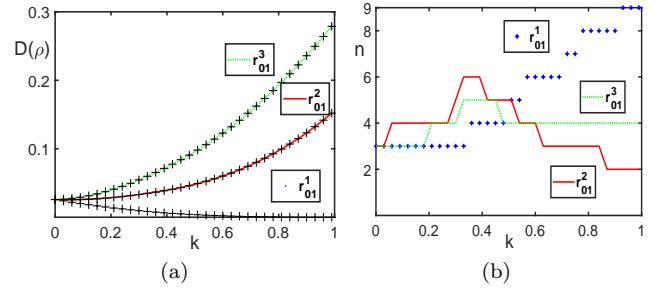 D(ρ)
0.3
0.2
0.1
r³₀₁
r²₀₁
r¹₀₁
0 0.2 0.4 0.6 0.8 1
k
(a)
n
9
8
6
4
2
r¹₀₁
r³₀₁
r²₀₁
0 0.2 0.4 0.6 0.8 1
k
(b)